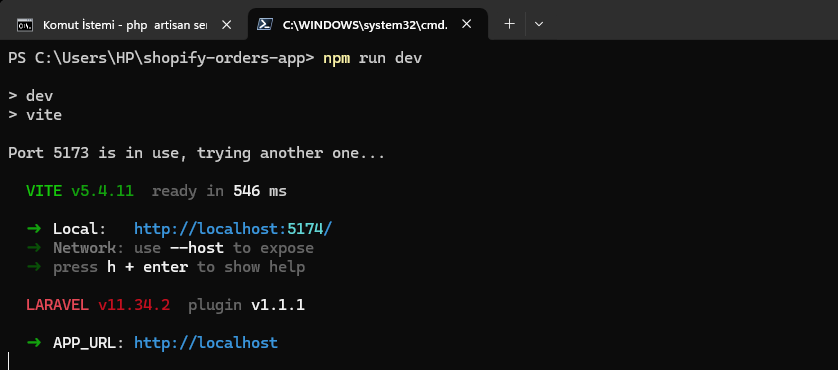 Komut İstemi - php artisan ser
C:\WINDOWS\system32\cmd.
PS C:\Users\HP\shopify-orders-app> npm run dev
> dev
> vite
Port 5173 is in use, trying another one...
VITE v5.4.11 ready in 546 ms
➜ Local: http://localhost:5174/
➜ Network: use --host to expose
➜ press h + enter to show help
LARAVEL v11.34.2 plugin v1.1.1
➜ APP_URL: http://localhost